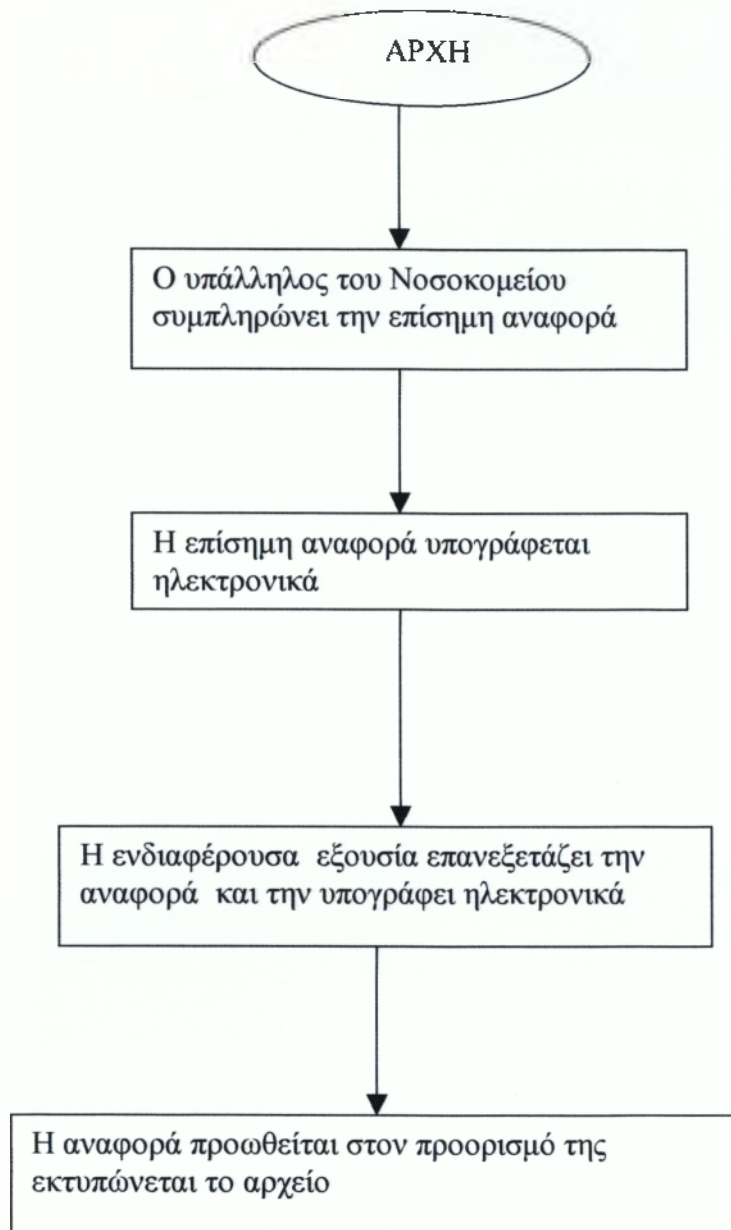 ΑΡΧΗ
Ο υπάλληλος του Νοσοκομείου
συμπληρώνει την επίσημη αναφορά
Η επίσημη αναφορά υπογράφεται
ηλεκτρονικά
Η ενδιαφέρουσα εξουσία επανεξετάζει την
αναφορά και την υπογράφει ηλεκτρονικά
Η αναφορά προωθείται στον προορισμό της
εκτυπώνεται το αρχείο